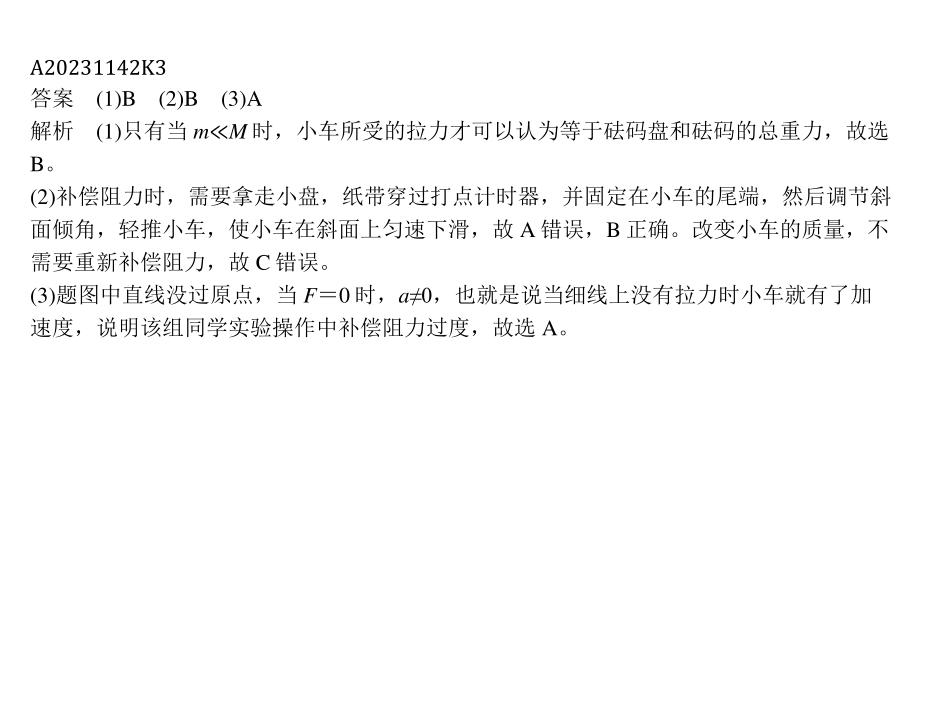 A20231142K3
答案 (1)B (2)B (3)A
解析 (1)只有当 m≪M 时，小车所受的拉力才可以认为等于砝码盘和砝码的总重力，故选
B。
(2)补偿阻力时，需要拿走小盘，纸带穿过打点计时器，并固定在小车的尾端，然后调节斜
面倾角，轻推小车，使小车在斜面上匀速下滑，故 A 错误，B 正确。改变小车的质量，不
需要重新补偿阻力，故 C 错误。
(3)题图中直线没过原点，当 F＝0 时，a≠0，也就是说当细线上没有拉力时小车就有了加
速度，说明该组同学实验操作中补偿阻力过度，故选 A。